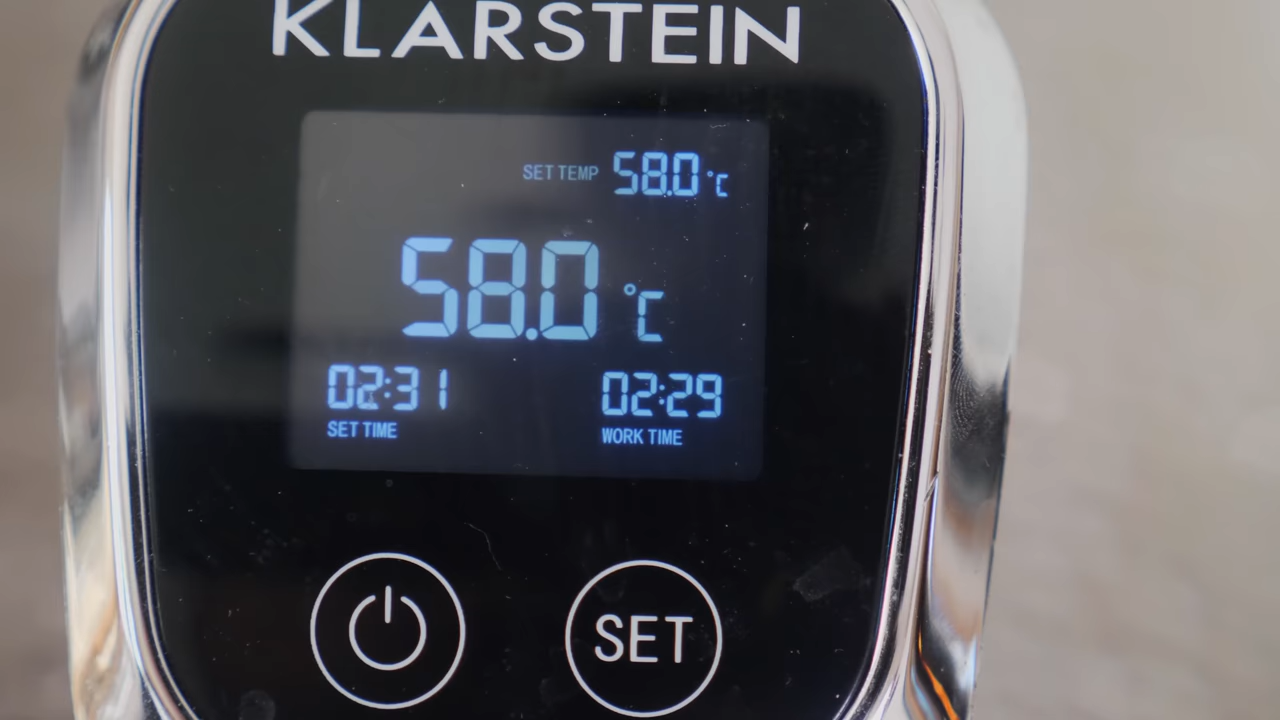 KLARSTEIN
SET TEMP 58.0 °C
58.0 °C
02:31 02:29
SET TIME WORK TIME
SET